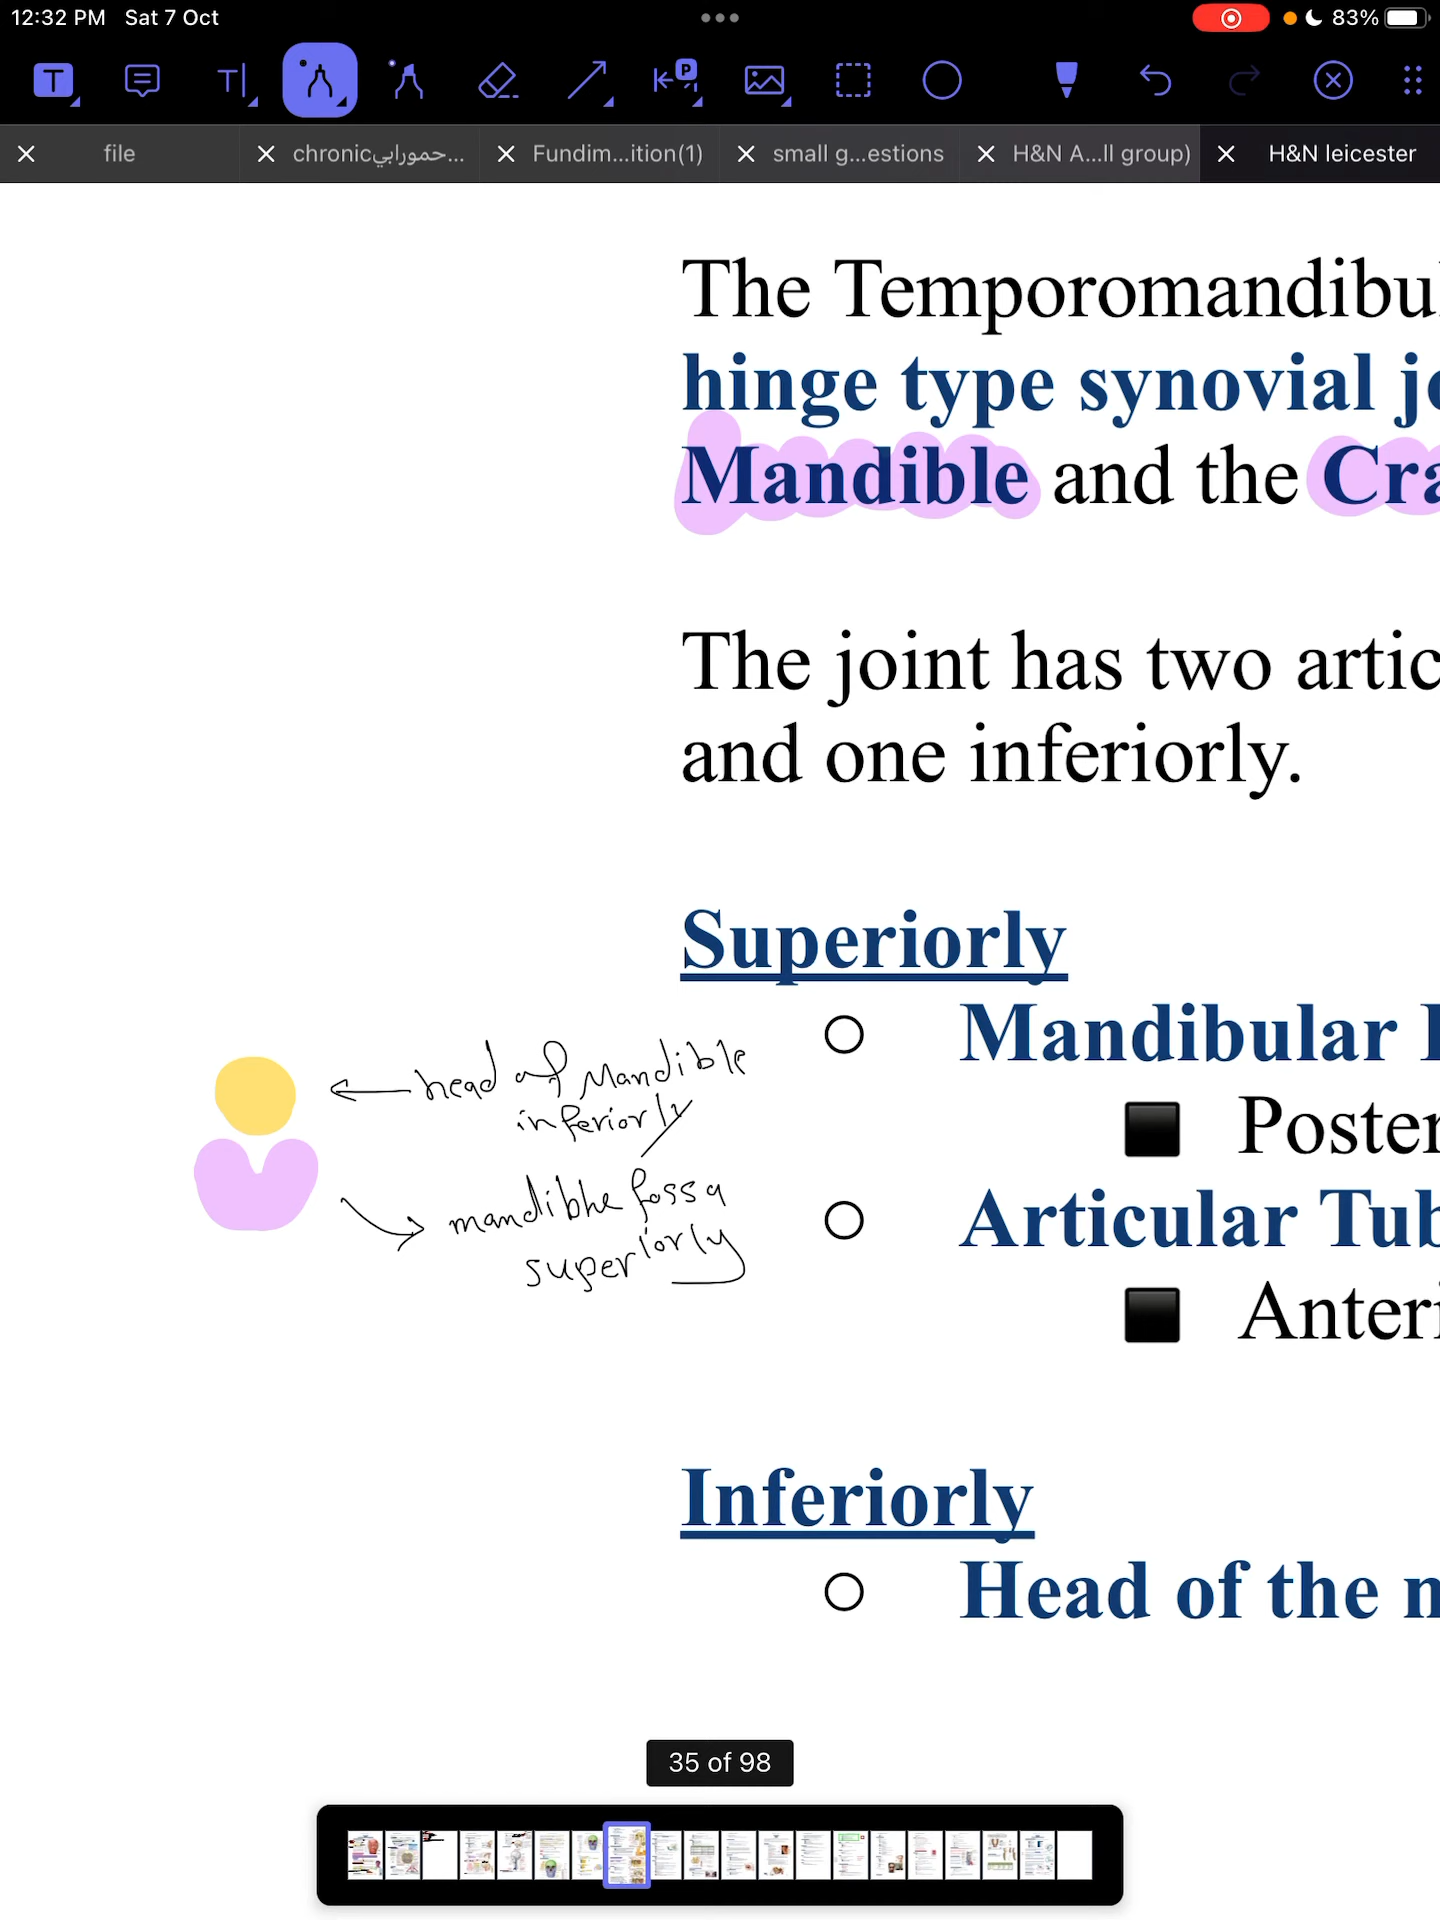 12:32 PM Sat 7 Oct
83%
file
chronicحمورابي...
Fundim...ition(1)
small g...estions
H&N A...ll group)
H&N leicester
The Temporomandibu
hinge type synovial jo
Mandible and the Cra
The joint has two artic
and one inferiorly.
Superiorly
Mandibular
Poster
Articular Tub
Anteri
head of Mandible
inferiorly
mandible fossa
superiorly
Inferiorly
Head of the m
35 of 98